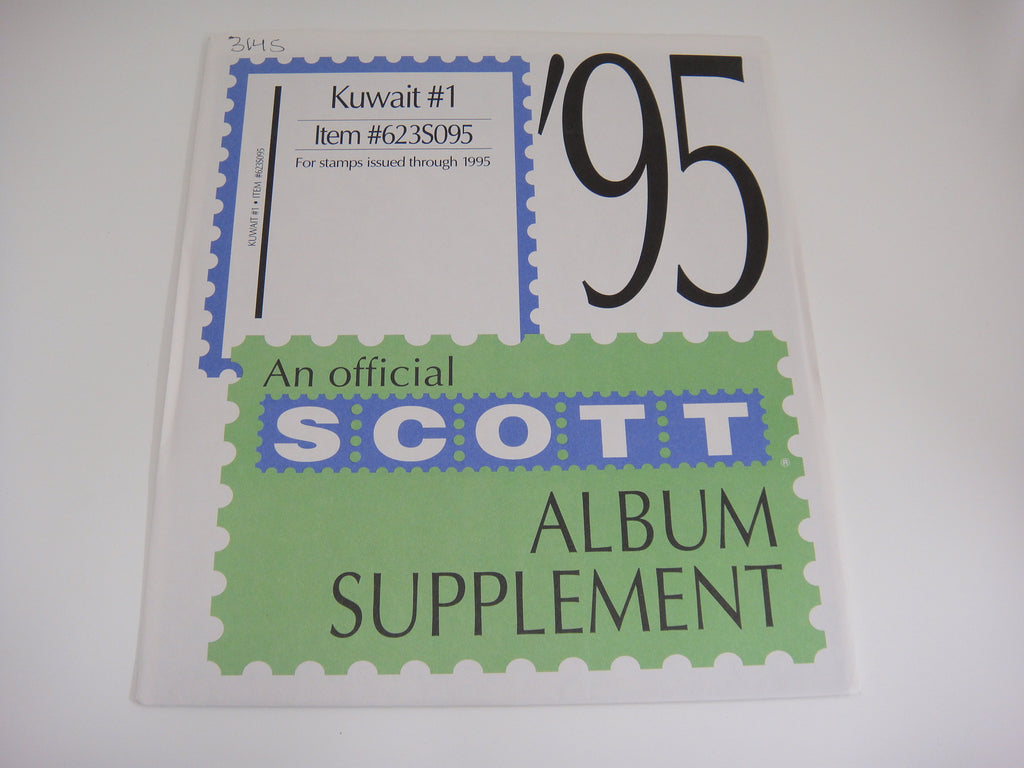 3145
Kuwait #1
Item #623S095
For stamps issued through 1995
KUWAIT #1 • ITEM #623S095
'95
An official
SCOTT®
ALBUM
SUPPLEMENT